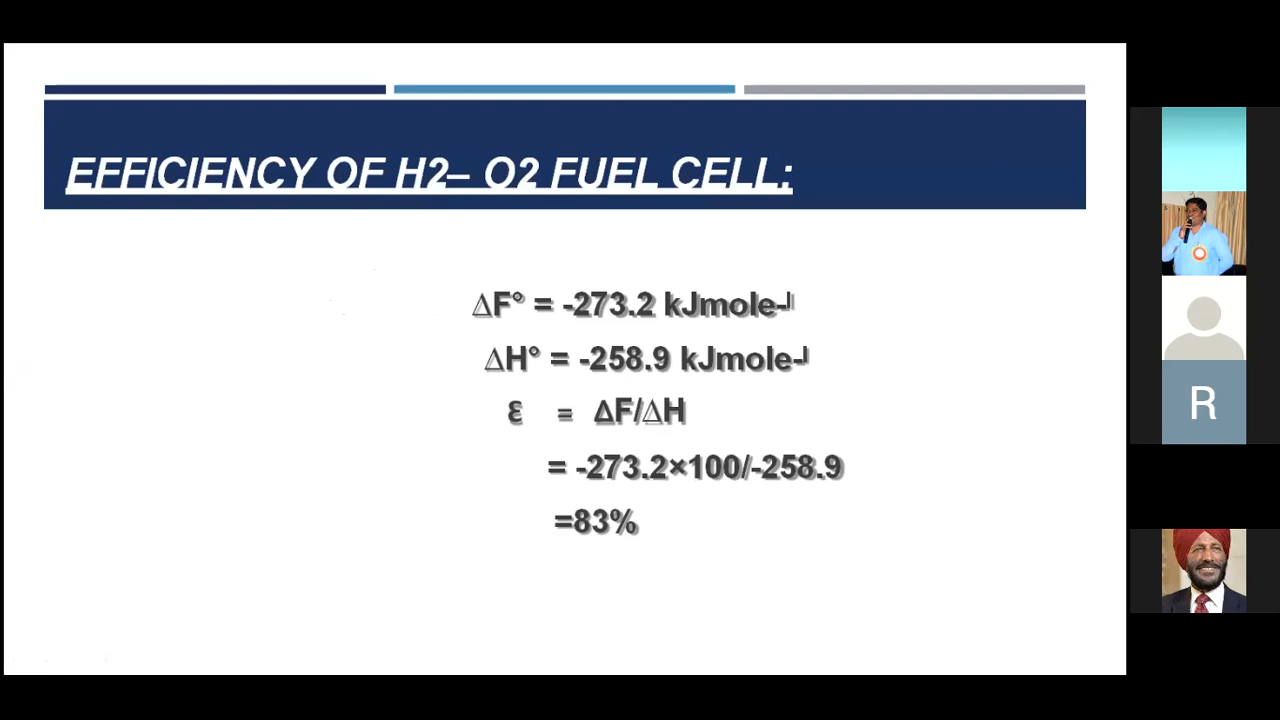 EFFICIENCY OF H2– O2 FUEL CELL:
∆F° = -273.2 kJmole-¹
∆H° = -258.9 kJmole-¹
Ɛ = ∆F/∆H
= -273.2×100/-258.9
=83%
R